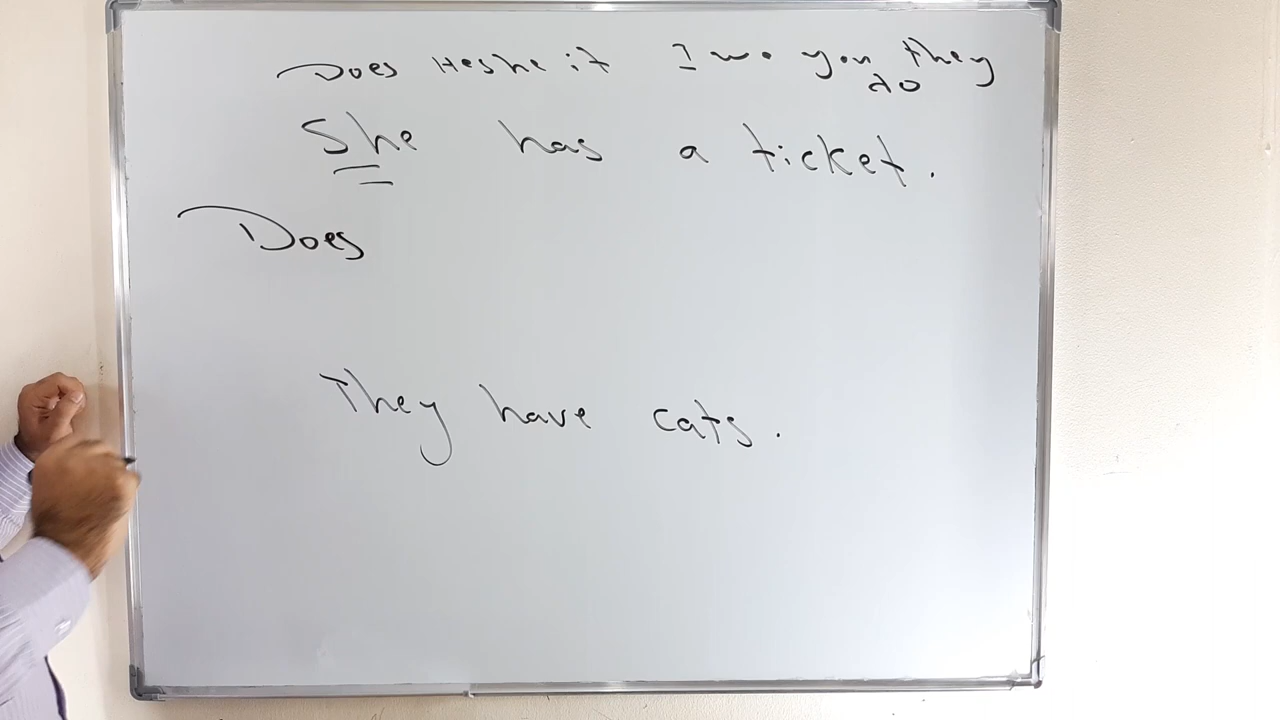 Does He she it I we you they
do
She has a ticket.
Does
They have cats.